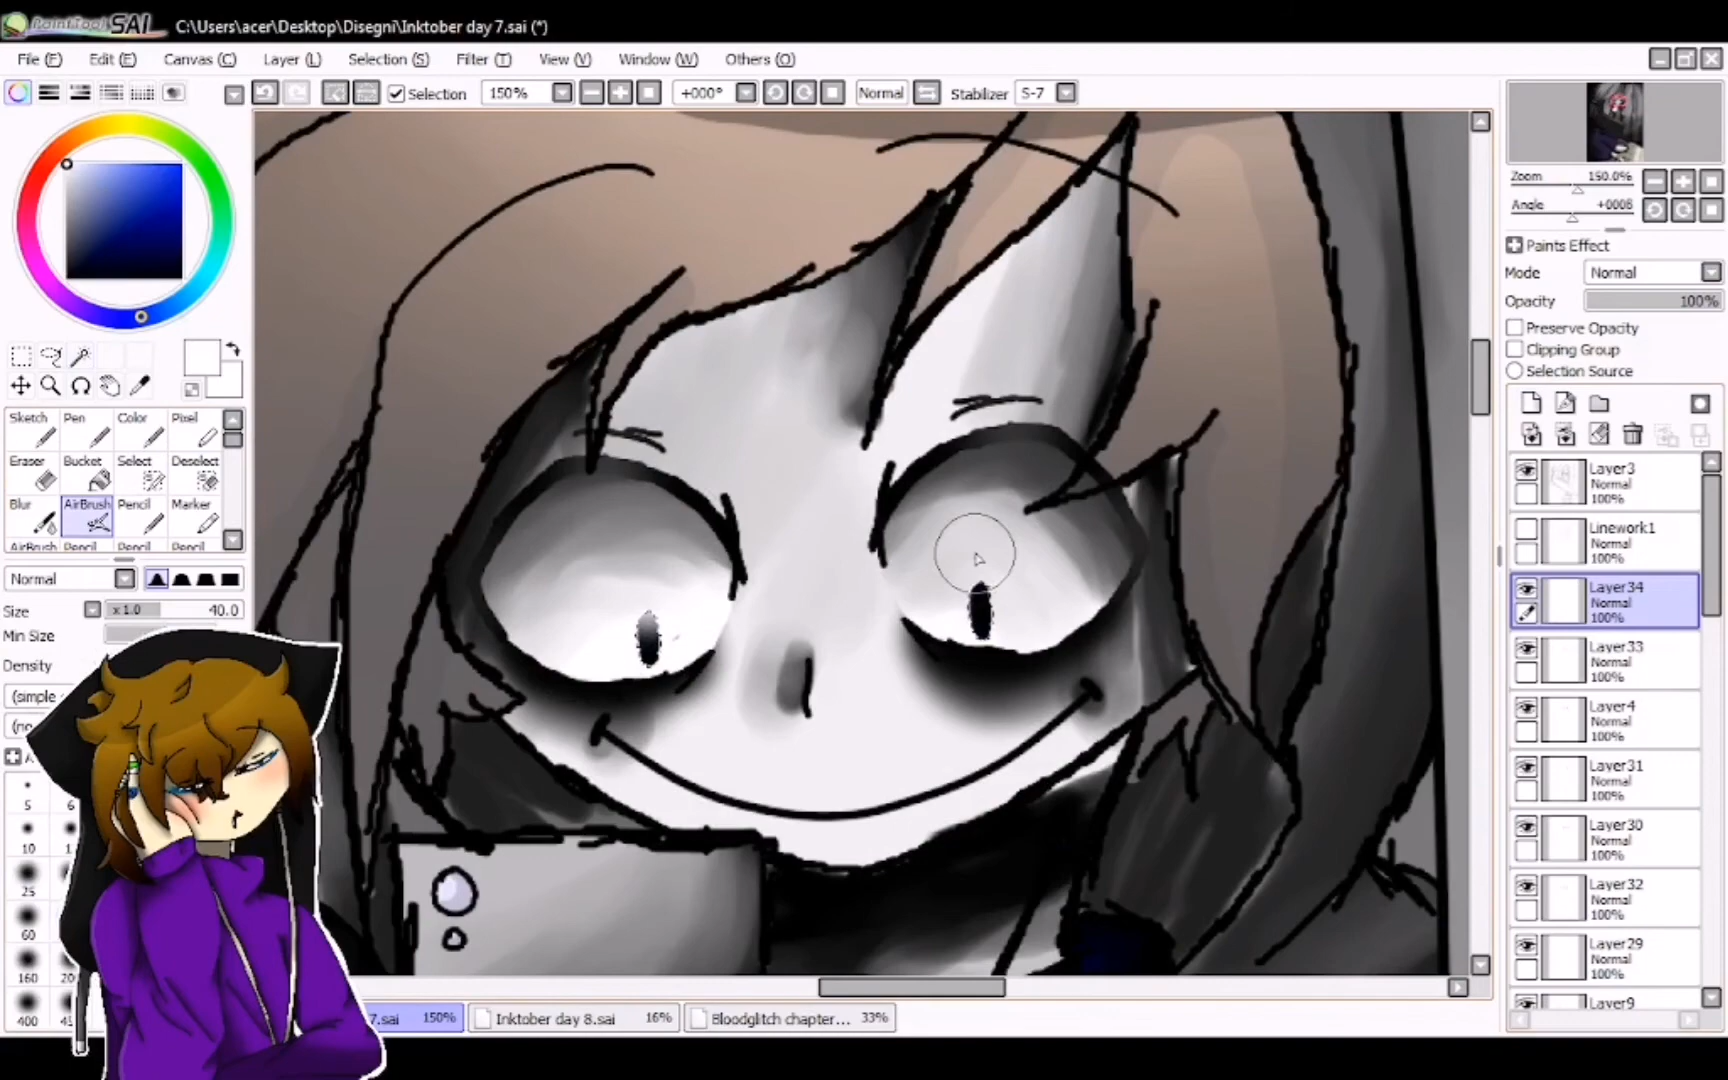 PaintTool SAI C:\Users\acer\Desktop\Disegni\Inktober day 7.sai (*)
File (F) Edit (E) Canvas (C) Layer (L) Selection (S) Filter (T) View (V) Window (W) Others (O)
Selection 150% +000° Normal Stabilizer S-7
Zoom 150.0%
Angle +0006
Paints Effect
Mode Normal
Opacity 100%
Preserve Opacity
Clipping Group
Selection Source
Sketch Pen Color Pixel
Eraser Bucket Select Deselect
Blur AirBrush Pencil Marker
AirBrush Pencil Pencil Pencil
Normal
Size x 1.0 40.0
Min Size
Density
(simple
(no
A
5 6
10 1
25
60
160 20
400 4
Layer3
Normal
100%
Linework1
Normal
100%
Layer34
Normal
100%
Layer33
Normal
100%
Layer4
Normal
100%
Layer31
Normal
100%
Layer30
Normal
100%
Layer32
Normal
100%
Layer29
Normal
100%
Layer9
7.sai 150% Inktober day 8.sai 16% Bloodglitch chapter... 33%